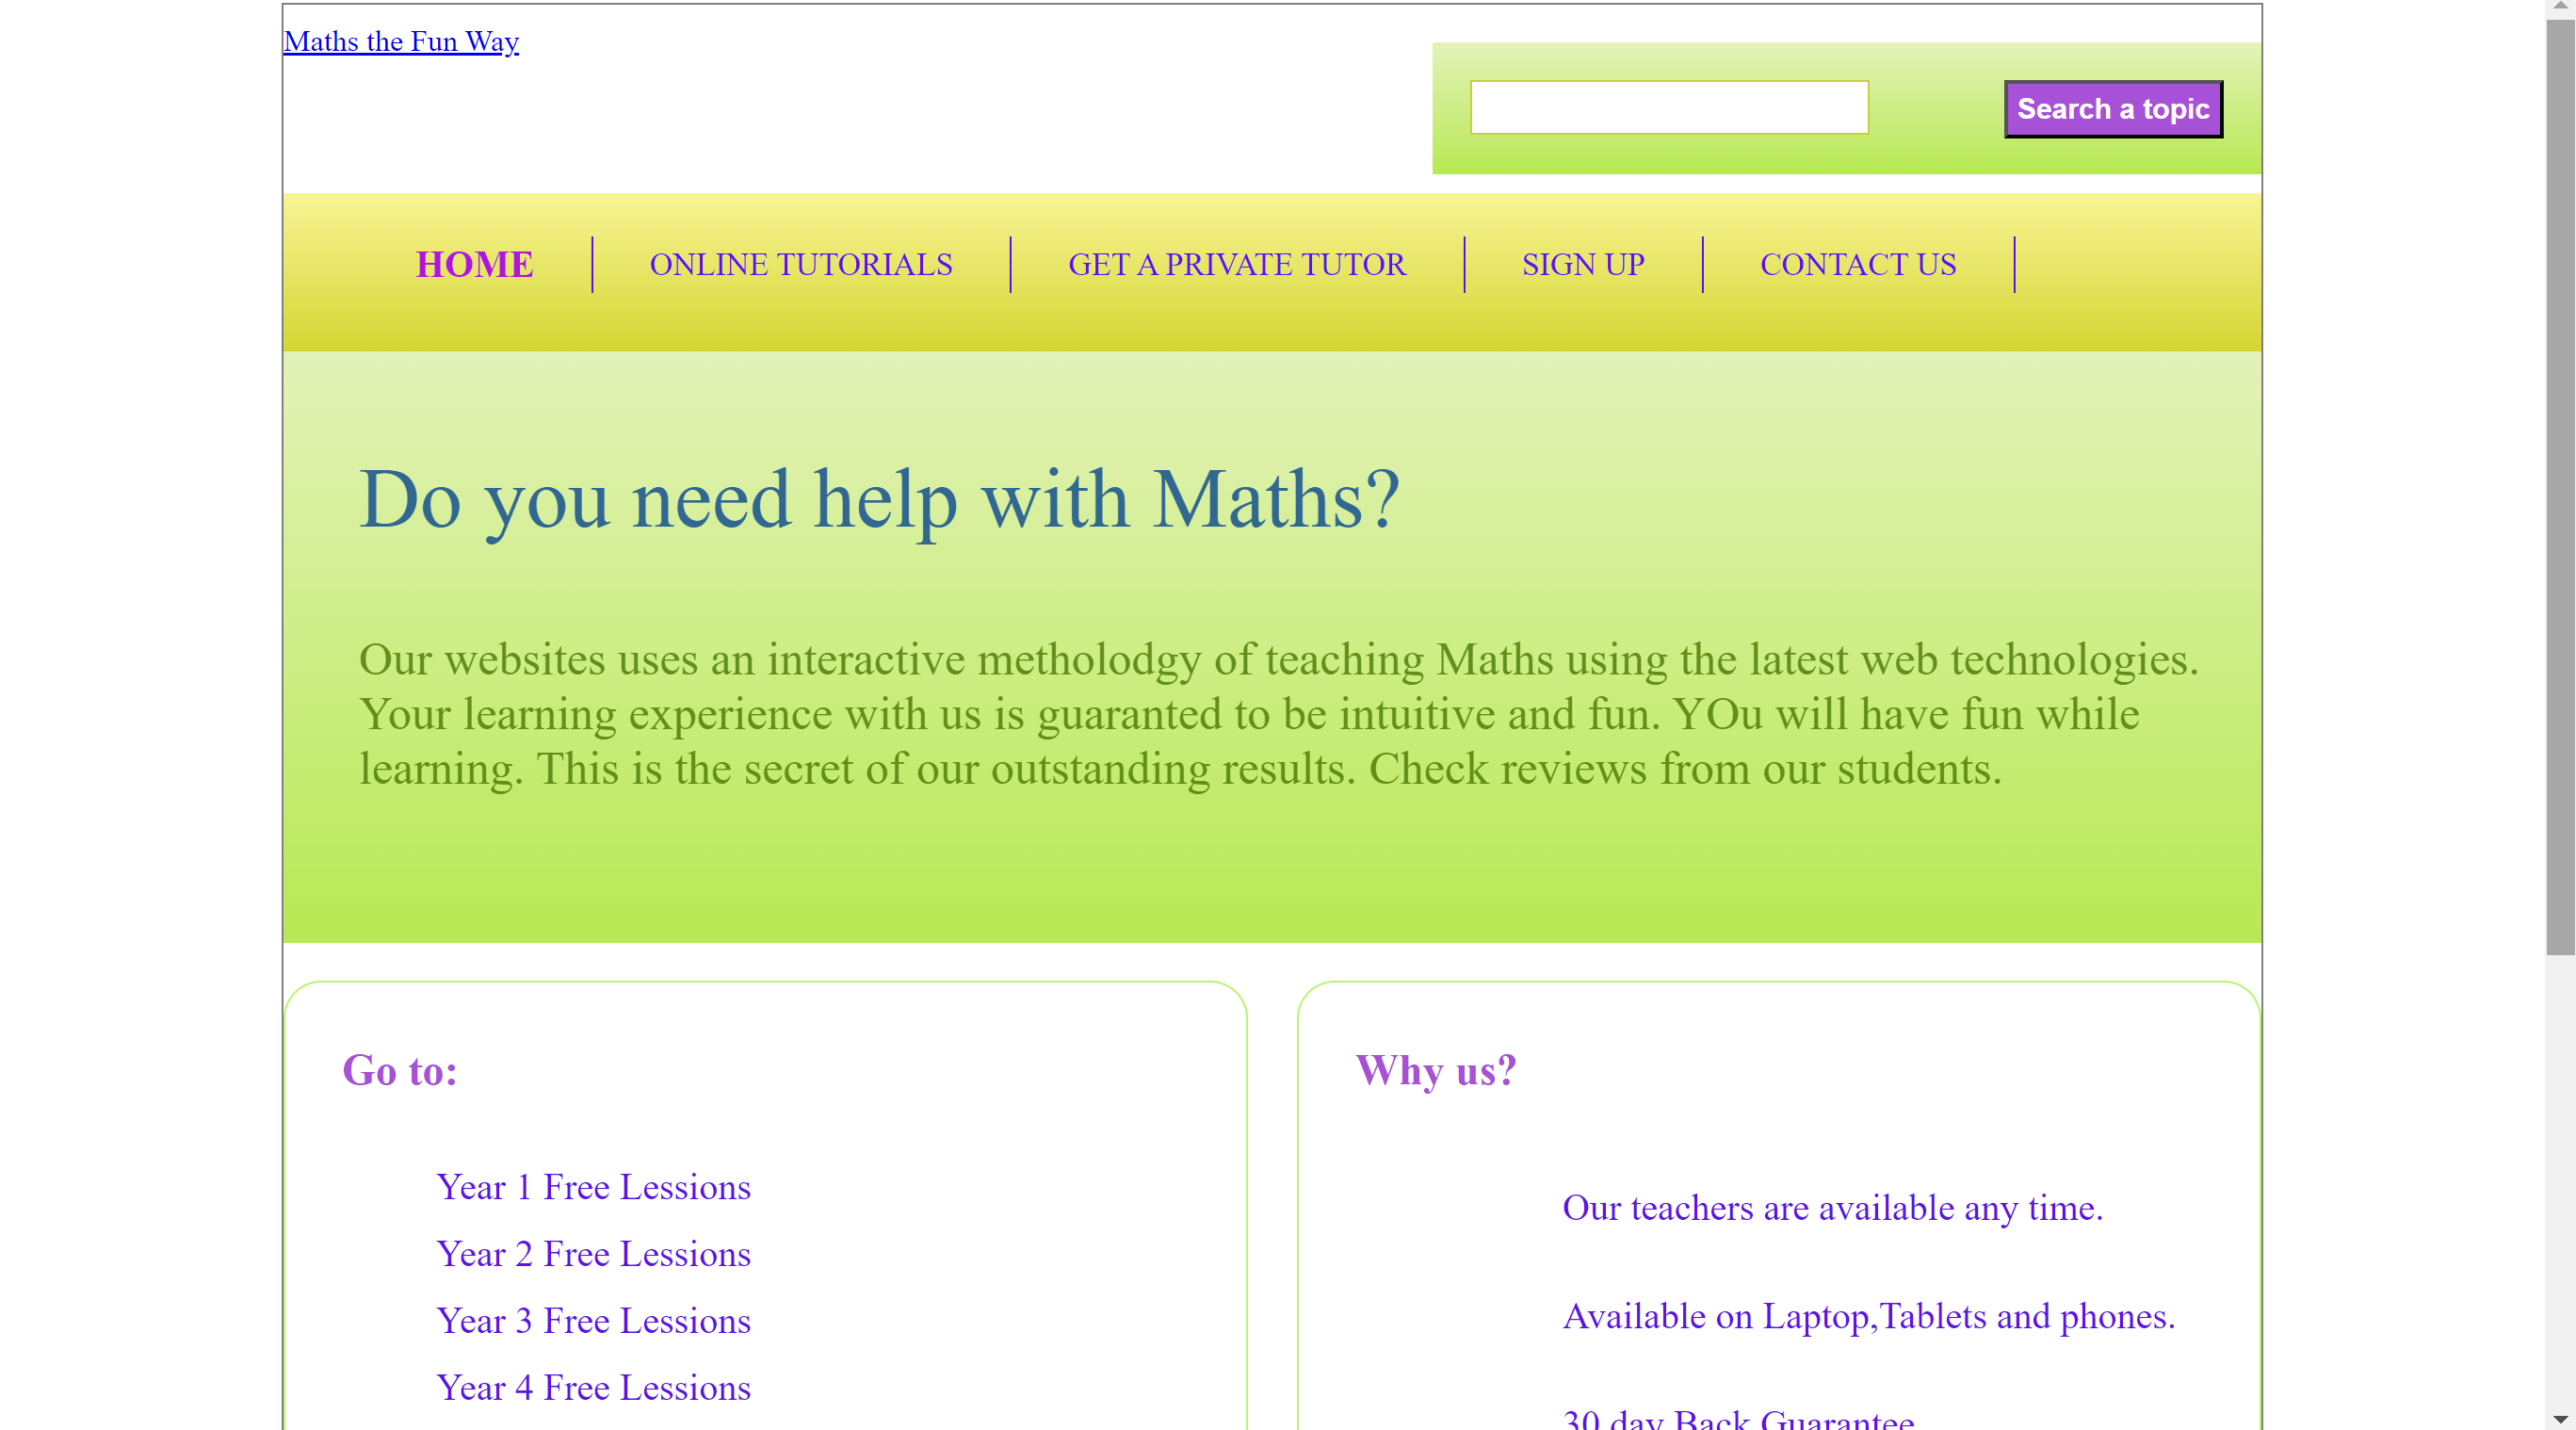 Maths the Fun Way
Search a topic
HOME
ONLINE TUTORIALS
GET A PRIVATE TUTOR
SIGN UP
CONTACT US
Do you need help with Maths?
Our websites uses an interactive metholodgy of teaching Maths using the latest web technologies.
Your learning experience with us is guaranted to be intuitive and fun. YOu will have fun while
learning. This is the secret of our outstanding results. Check reviews from our students.
Go to:
Year 1 Free Lessions
Year 2 Free Lessions
Year 3 Free Lessions
Year 4 Free Lessions
Why us?
Our teachers are available any time.
Available on Laptop,Tablets and phones.
30 day Back Guarantee